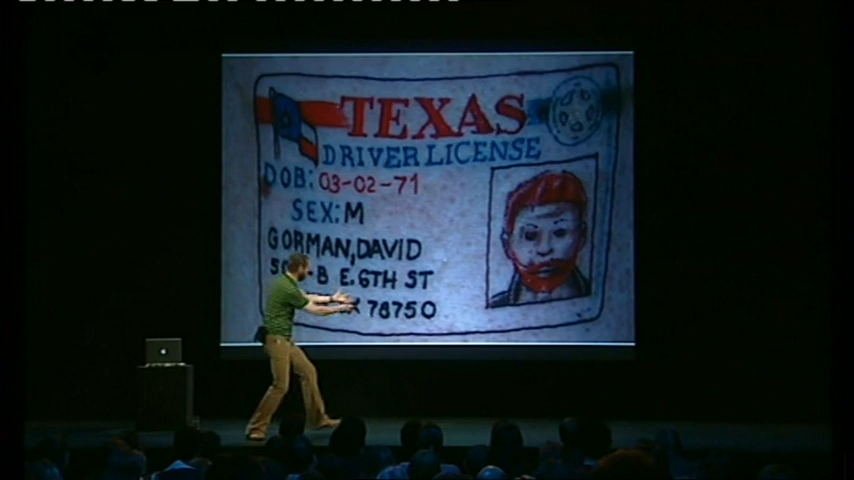 TEXAS
DRIVER LICENSE
DOB: 03-02-71
SEX: M
GORMAN, DAVID
B E. 6TH ST
78750